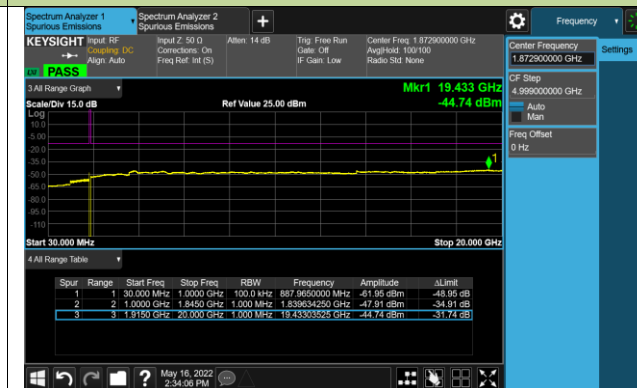 Spectrum Analyzer 1
Spurious Emissions
Spectrum Analyzer 2
Spurious Emissions
+
Frequency
KEYSIGHT
Input: RF
Coupling: DC
Align: Auto
Input Z: 50 Ω
Corrections: On
Freq Ref: Int (S)
Atten: 14 dB
Trig: Free Run
Gate: Off
IF Gain: Low
Center Freq: 1.872900000 GHz
Avg|Hold: 100/100
Radio Std: None
PASS
Center Frequency
1.872900000 GHz
Settings
CF Step
4.999000000 GHz
Auto
Man
Freq Offset
0 Hz
3 All Range Graph
Mkr1 19.433 GHz
Scale/Div 15.0 dB
Ref Value 25.00 dBm
-44.74 dBm
Log
10.0
-5.00
-20.0
-35.0
-50.0
-65.0
-80.0
-95.0
-110
1
Start 30.000 MHz
Stop 20.000 GHz
4 All Range Table
Spur Range Start Freq Stop Freq RBW Frequency Amplitude ΔLimit
1 1 30.000 MHz 1.0000 GHz 100.0 kHz 887.9650000 MHz -61.95 dBm -48.95 dB
2 2 1.0000 GHz 1.8450 GHz 1.000 MHz 1.839634250 GHz -47.91 dBm -34.91 dB
3 3 1.9150 GHz 20.000 GHz 1.000 MHz 19.43303525 GHz -44.74 dBm -31.74 dB
?
May 16, 2022
2:34:06 PM